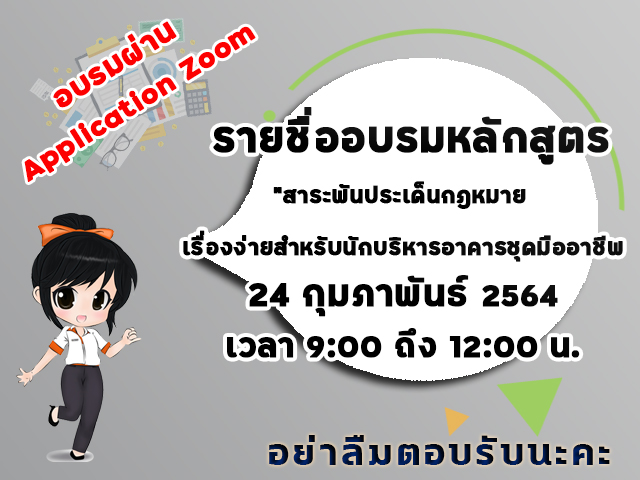 อบรมผ่าน
Application Zoom
รายชื่ออบรมหลักสูตร
"สาระพันประเด็นกฎหมาย
เรื่องง่ายสำหรับนักบริหารอาคารชุดมืออาชีพ
24 กุมภาพันธ์ 2564
เวลา 9:00 ถึง 12:00 น.
อย่าลืมตอบรับนะคะ